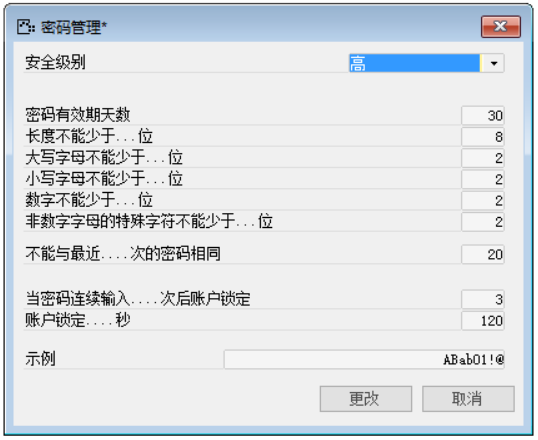 密码管理*
安全级别 高
密码有效期天数 30
长度不能少于...位 8
大写字母不能少于...位 2
小写字母不能少于...位 2
数字不能少于...位 2
非数字字母的特殊字符不能少于...位 2
不能与最近....次的密码相同 20
当密码连续输入....次后账户锁定 3
账户锁定....秒 120
示例 ABab01!@
更改 取消